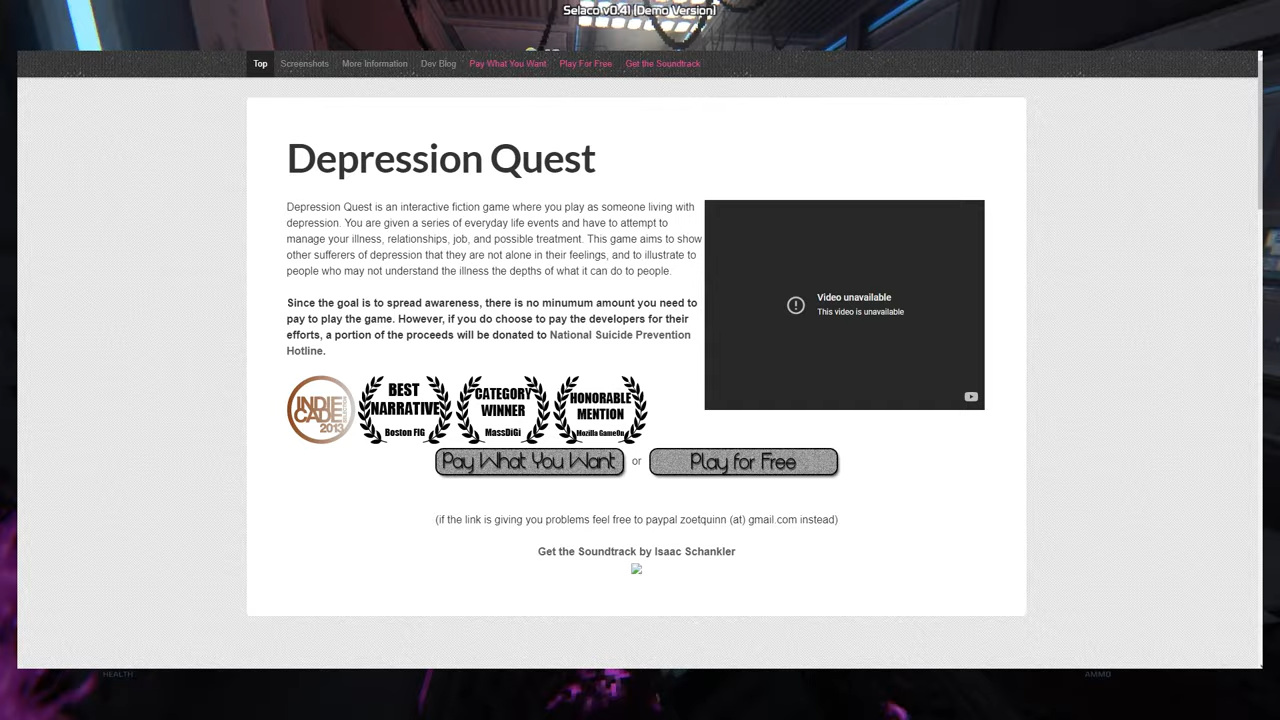 Selaco v0.41 (Demo Version)
Top Screenshots More Information Dev Blog Pay What You Want Play For Free Get the Soundtrack
Depression Quest
Depression Quest is an interactive fiction game where you play as someone living with
depression. You are given a series of everyday life events and have to attempt to
manage your illness, relationships, job, and possible treatment. This game aims to show
other sufferers of depression that they are not alone in their feelings, and to illustrate to
people who may not understand the illness the depths of what it can do to people.
Since the goal is to spread awareness, there is no minumum amount you need to
pay to play the game. However, if you do choose to pay the developers for their
efforts, a portion of the proceeds will be donated to National Suicide Prevention
Hotline.
Video unavailable
This video is unavailable
INDIE
CADE
2013
BEST
NARRATIVE
Boston FIG
CATEGORY
WINNER
MassDiGi
HONORABLE
MENTION
Mozilla GameOn
Pay What You Want or Play for Free
(if the link is giving you problems feel free to paypal zoetquinn (at) gmail.com instead)
Get the Soundtrack by Isaac Schankler
HEALTH
AMMO